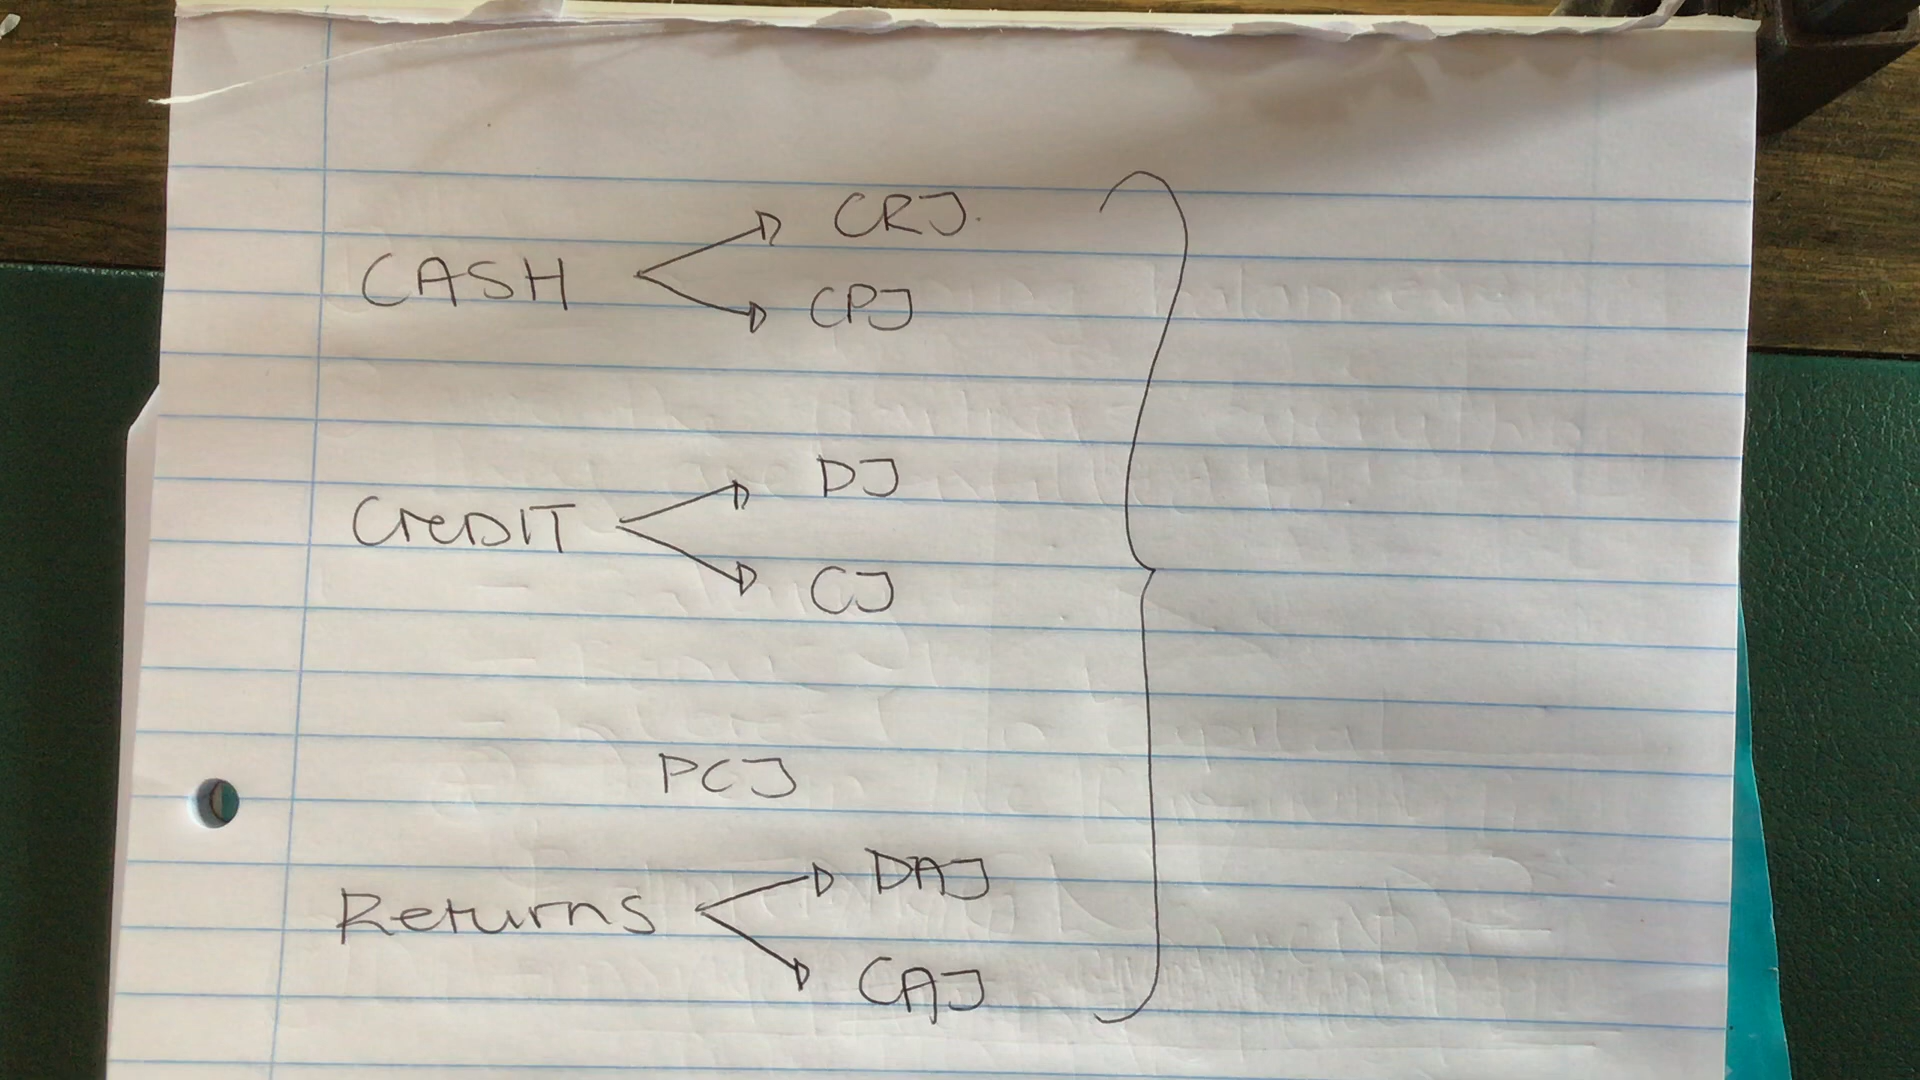 CRJ.
CASH
CPJ
DJ
CreDIT
CJ
PCJ
DAJ
Returns
CAJ